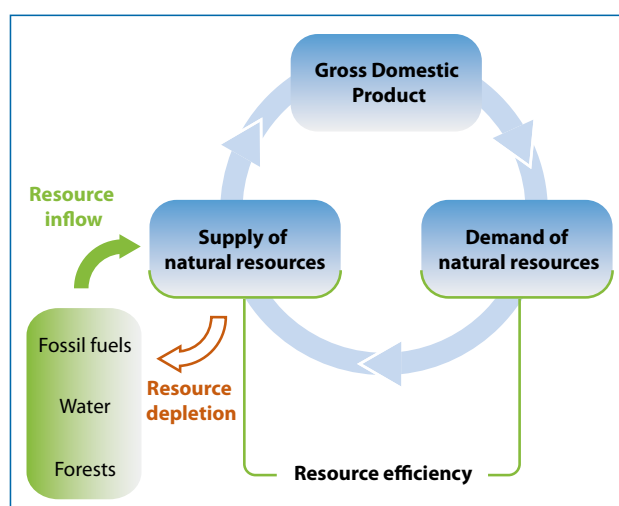 Gross Domestic
Product
Resource
inflow
Supply of
natural resources
Demand of
natural resources
Fossil fuels
Water
Forests
Resource
depletion
Resource efficiency